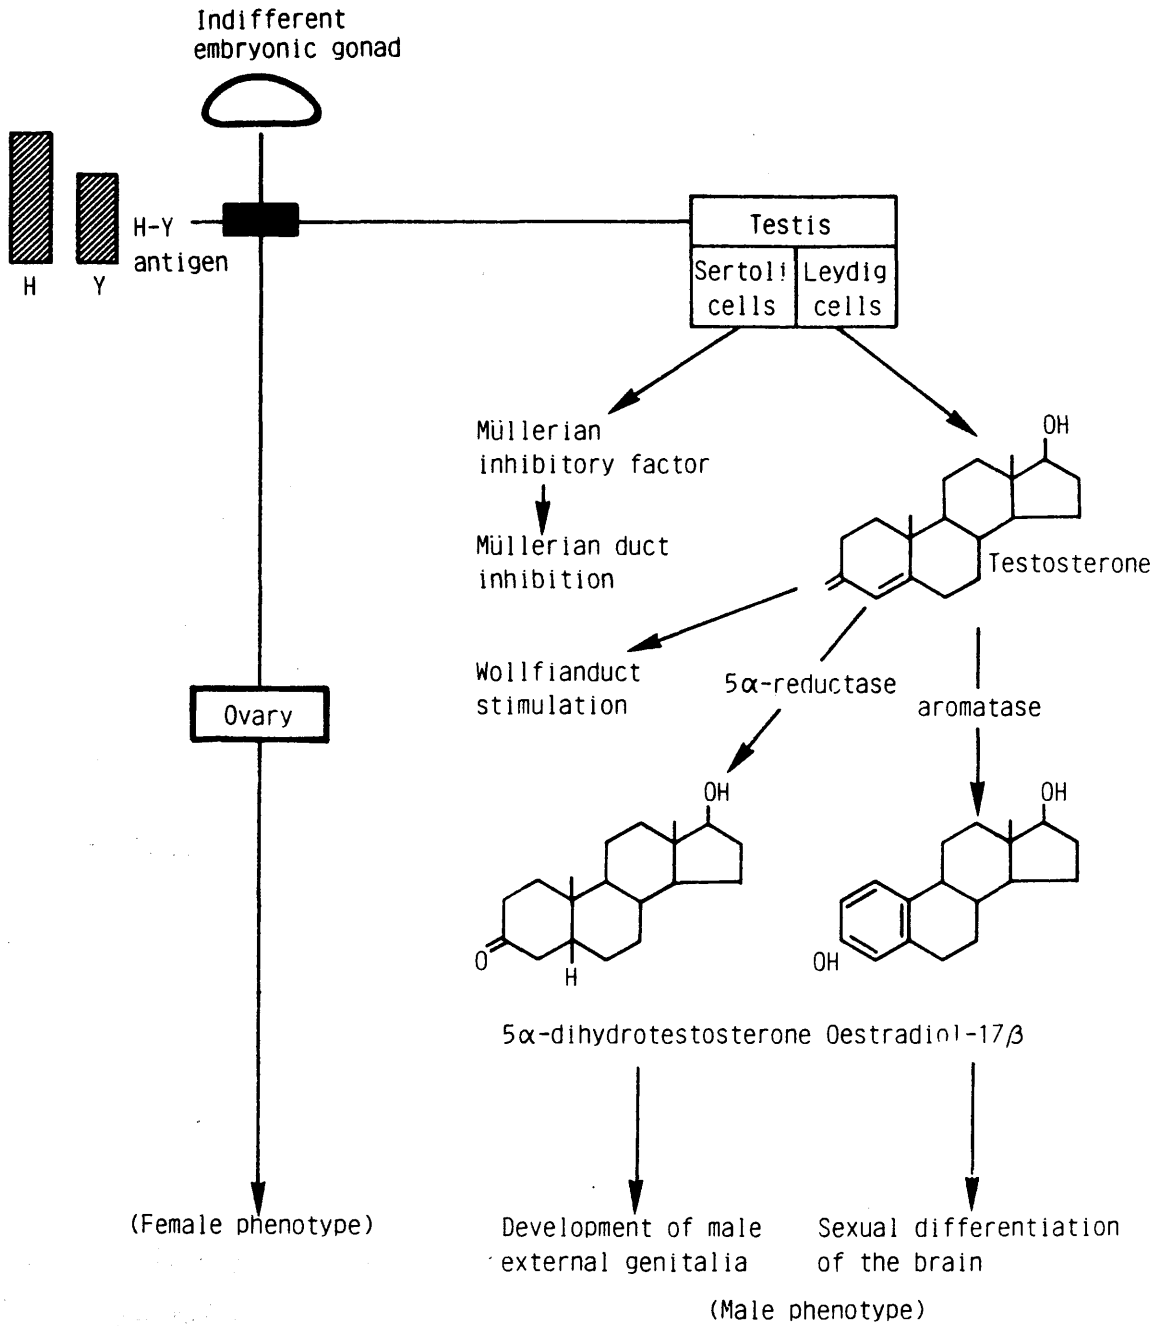 Indifferent
embryonic gonad
H
Y
H-Y
antigen
Testis
Sertoli
cells
Leydig
cells
Müllerian
inhibitory factor
Müllerian duct
inhibition
OH
Testosterone
Wollfianduct
stimulation
5α-reductase
aromatase
Ovary
OH
O
H
OH
OH
5α-dihydrotestosterone
Oestradiol-17β
(Female phenotype)
Development of male
external genitalia
Sexual differentiation
of the brain
(Male phenotype)